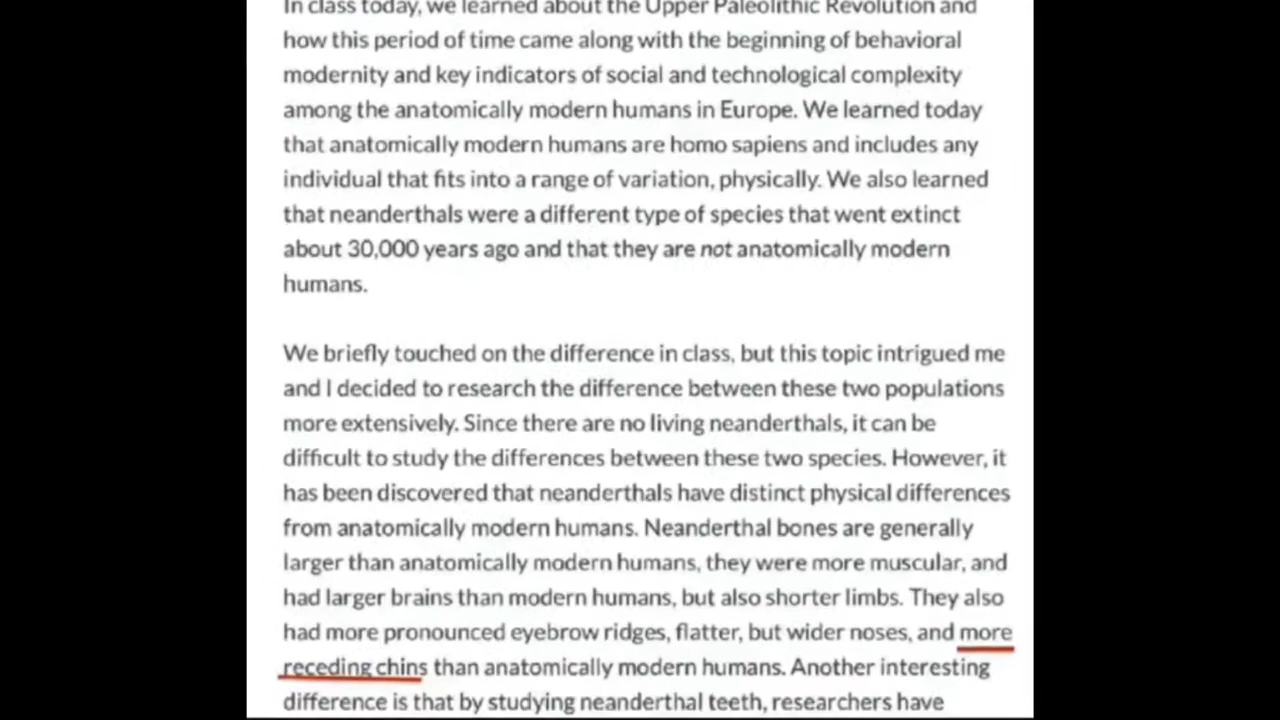 In class today, we learned about the Upper Paleolithic Revolution and
how this period of time came along with the beginning of behavioral
modernity and key indicators of social and technological complexity
among the anatomically modern humans in Europe. We learned today
that anatomically modern humans are homo sapiens and includes any
individual that fits into a range of variation, physically. We also learned
that neanderthals were a different type of species that went extinct
about 30,000 years ago and that they are not anatomically modern
humans.
We briefly touched on the difference in class, but this topic intrigued me
and I decided to research the difference between these two populations
more extensively. Since there are no living neanderthals, it can be
difficult to study the differences between these two species. However, it
has been discovered that neanderthals have distinct physical differences
from anatomically modern humans. Neanderthal bones are generally
larger than anatomically modern humans, they were more muscular, and
had larger brains than modern humans, but also shorter limbs. They also
had more pronounced eyebrow ridges, flatter, but wider noses, and more
receding chins than anatomically modern humans. Another interesting
difference is that by studying neanderthal teeth, researchers have